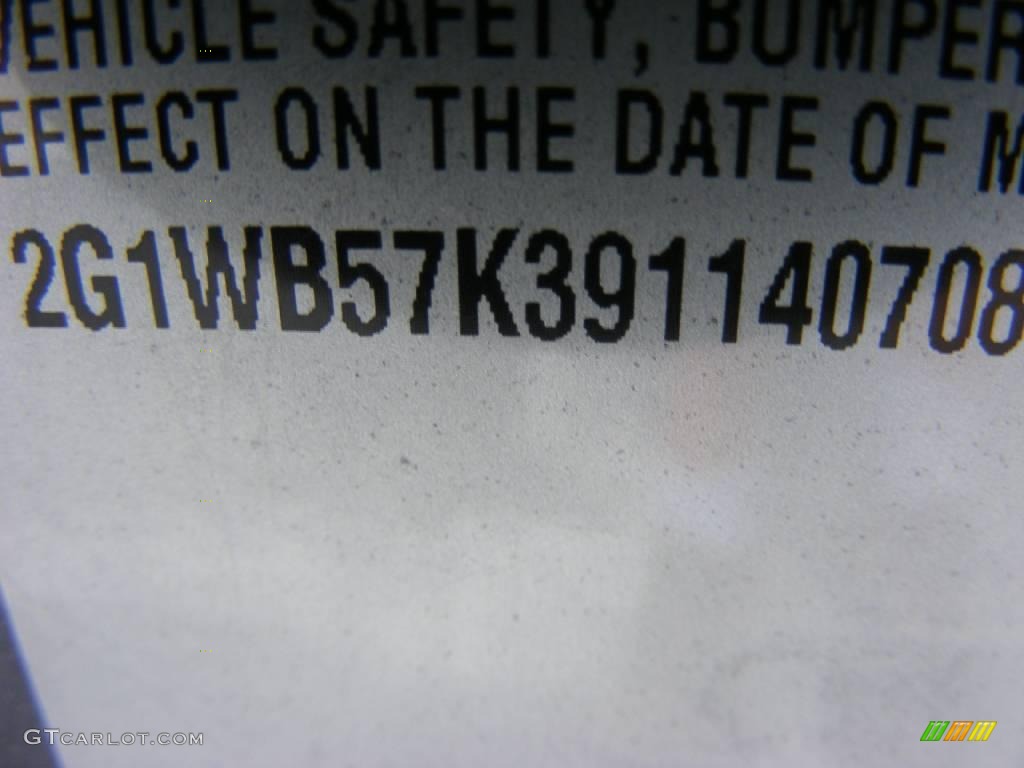 VEHICLE SAFETY, BUMPER
EFFECT ON THE DATE OF M
2G1WB57K391140708
GTCARLOT.COM